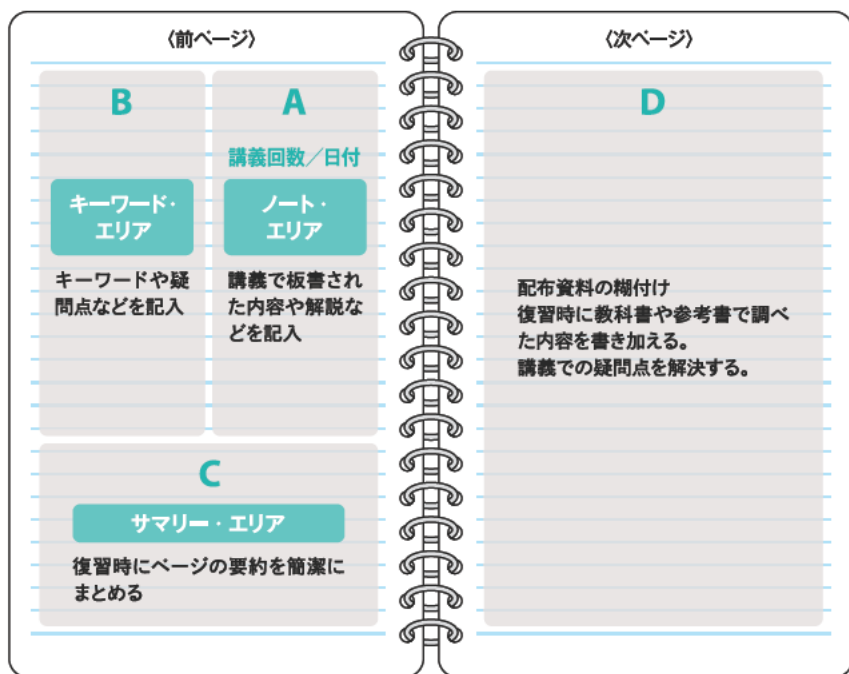 〈前ページ〉
B
キーワード・
エリア
キーワードや疑
問点などを記入
A
講義回数／日付
ノート・
エリア
講義で板書され
た内容や解説な
どを記入
C
サマリー・エリア
復習時にページの要約を簡潔に
まとめる
〈次ページ〉
D
配布資料の糊付け
復習時に教科書や参考書で調べ
た内容を書き加える。
講義での疑問点を解決する。